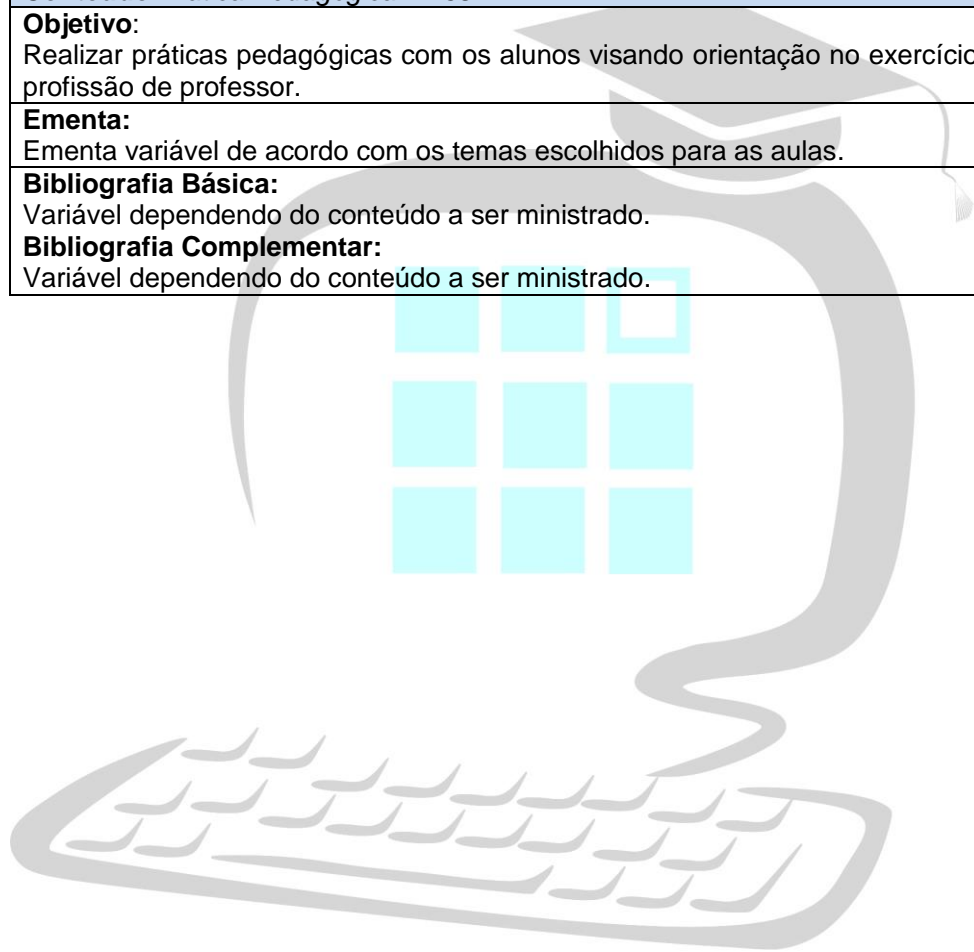 Objetivo:
Realizar práticas pedagógicas com os alunos visando orientação no exercício
profissão de professor.
Ementa:
Ementa variável de acordo com os temas escolhidos para as aulas.
Bibliografia Básica:
Variável dependendo do conteúdo a ser ministrado.
Bibliografia Complementar:
Variável dependendo do conteúdo a ser ministrado.